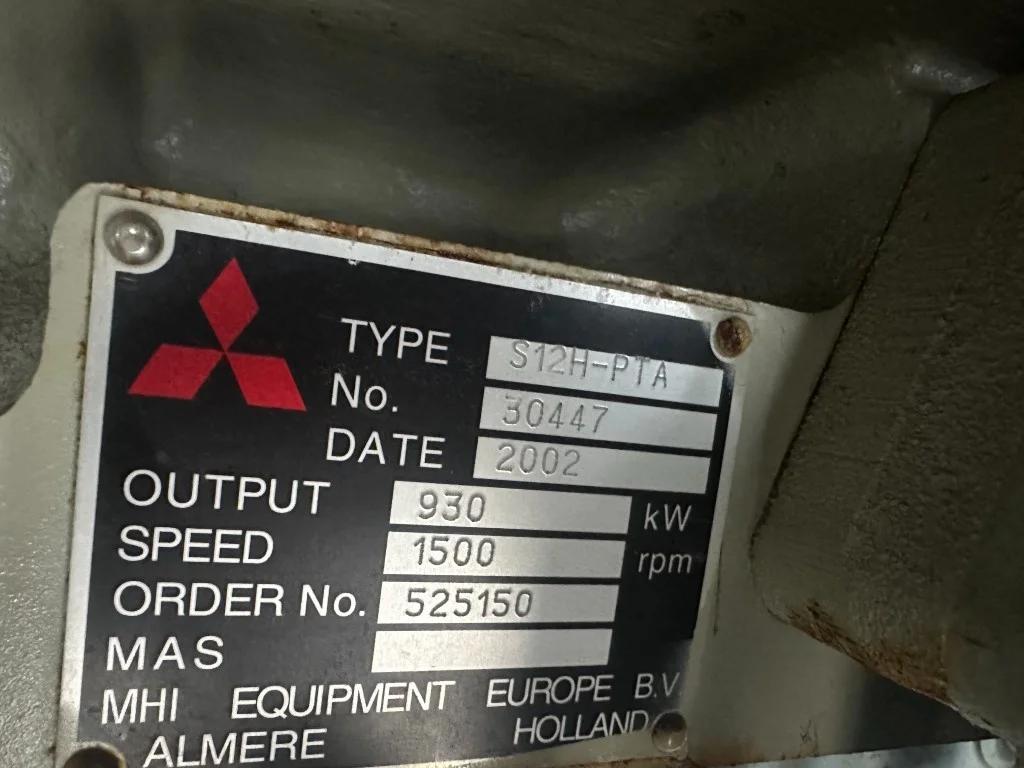 TYPE S12H-PTA
No. 30447
DATE 2002
OUTPUT 930 kW
SPEED 1500 rpm
ORDER No. 525150
MAS
MHI EQUIPMENT EUROPE B.V.
ALMERE HOLLAND